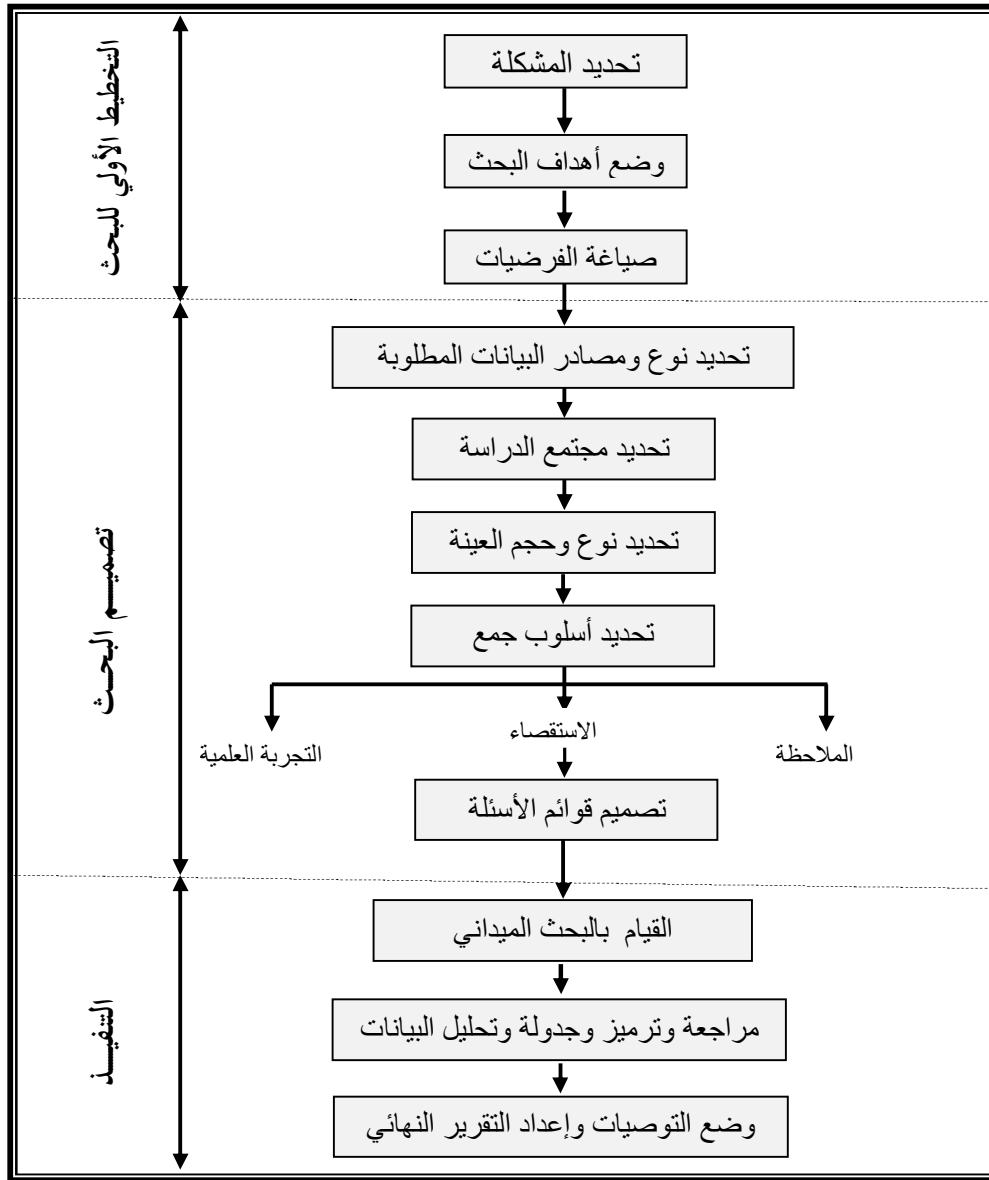 التخطيط الأولي للبحث
تحديد المشكلة
وضع أهداف البحث
صياغة الفرضيات
تصميم البحث
تحديد نوع ومصادر البيانات المطلوبة
تحديد مجتمع الدراسة
تحديد نوع وحجم العينة
تحديد أسلوب جمع
الملاحظة
الاستقصاء
التجربة العلمية
تصميم قوائم الأسئلة
التنفيذ
القيام بالبحث الميداني
مراجعة وترميز وجدولة وتحليل البيانات
وضع التوصيات وإعداد التقرير النهائي